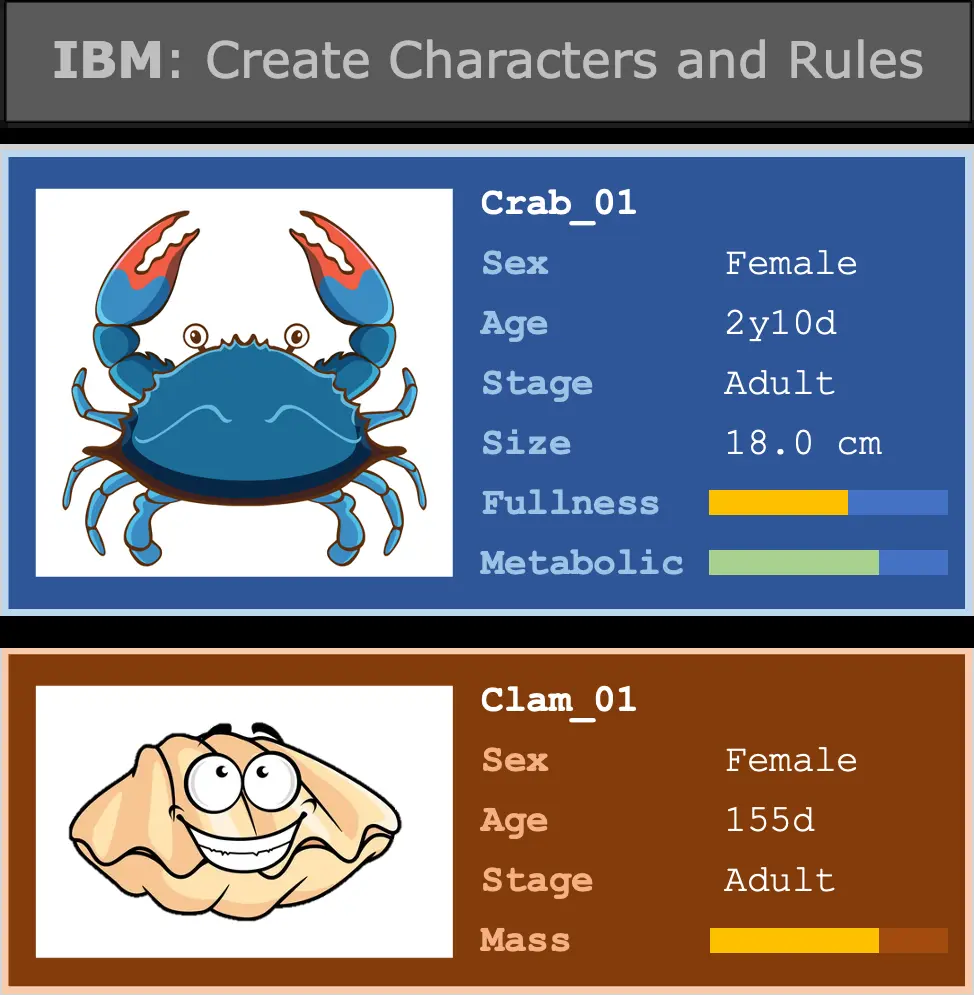 IBM: Create Characters and Rules
Crab_01
Sex Female
Age 2y10d
Stage Adult
Size 18.0 cm
Fullness
Metabolic
Clam_01
Sex Female
Age 155d
Stage Adult
Mass